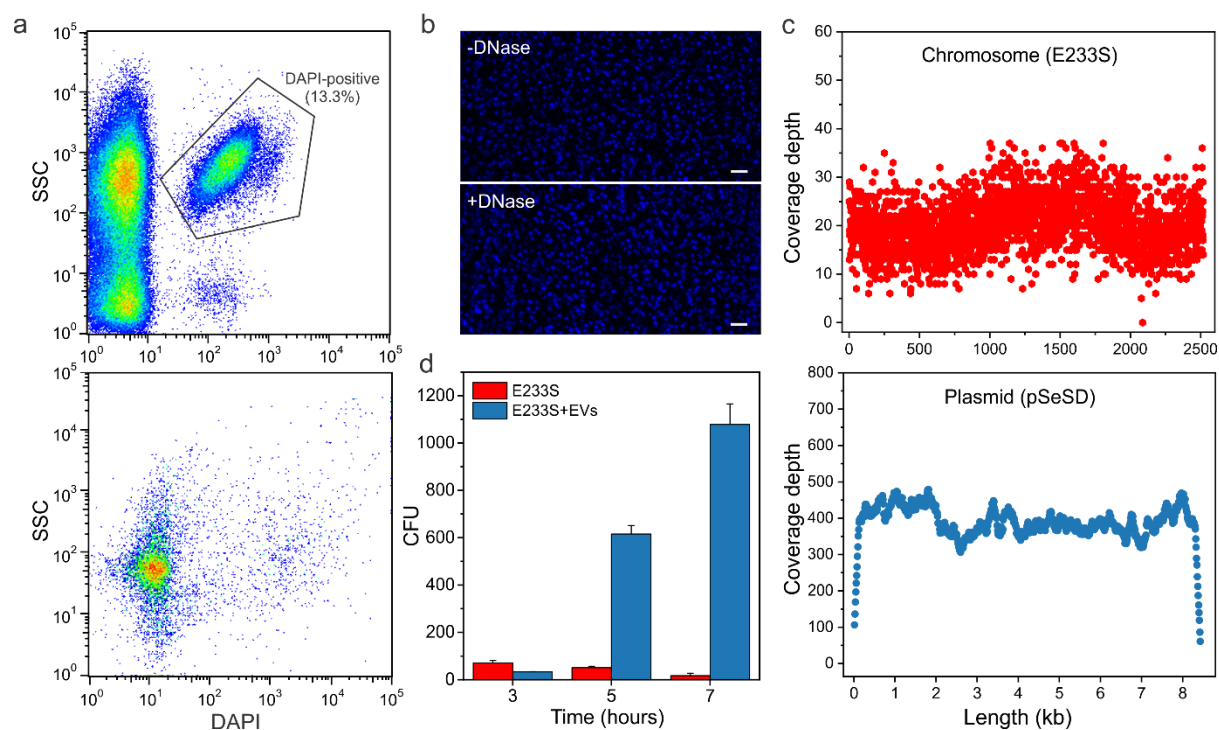 a
10^5
10^4
10^3
10^2
10^1
10^0
SSC
DAPI-positive
(13.3%)
10^0 10^1 10^2 10^3 10^4 10^5
10^5
10^4
10^3
10^2
10^1
10^0
SSC
10^0 10^1 10^2 10^3 10^4 10^5
DAPI
b
-DNase
+DNase
c
Chromosome (E233S)
60
50
40
30
20
10
0
Coverage depth
0 500 1000 1500 2000 2500
Plasmid (pSeSD)
800
700
600
500
400
300
200
100
0
Coverage depth
0 1 2 3 4 5 6 7 8
Length (kb)
d
E233S
E233S+EVs
1200
1000
800
600
400
200
0
CFU
3 5 7
Time (hours)